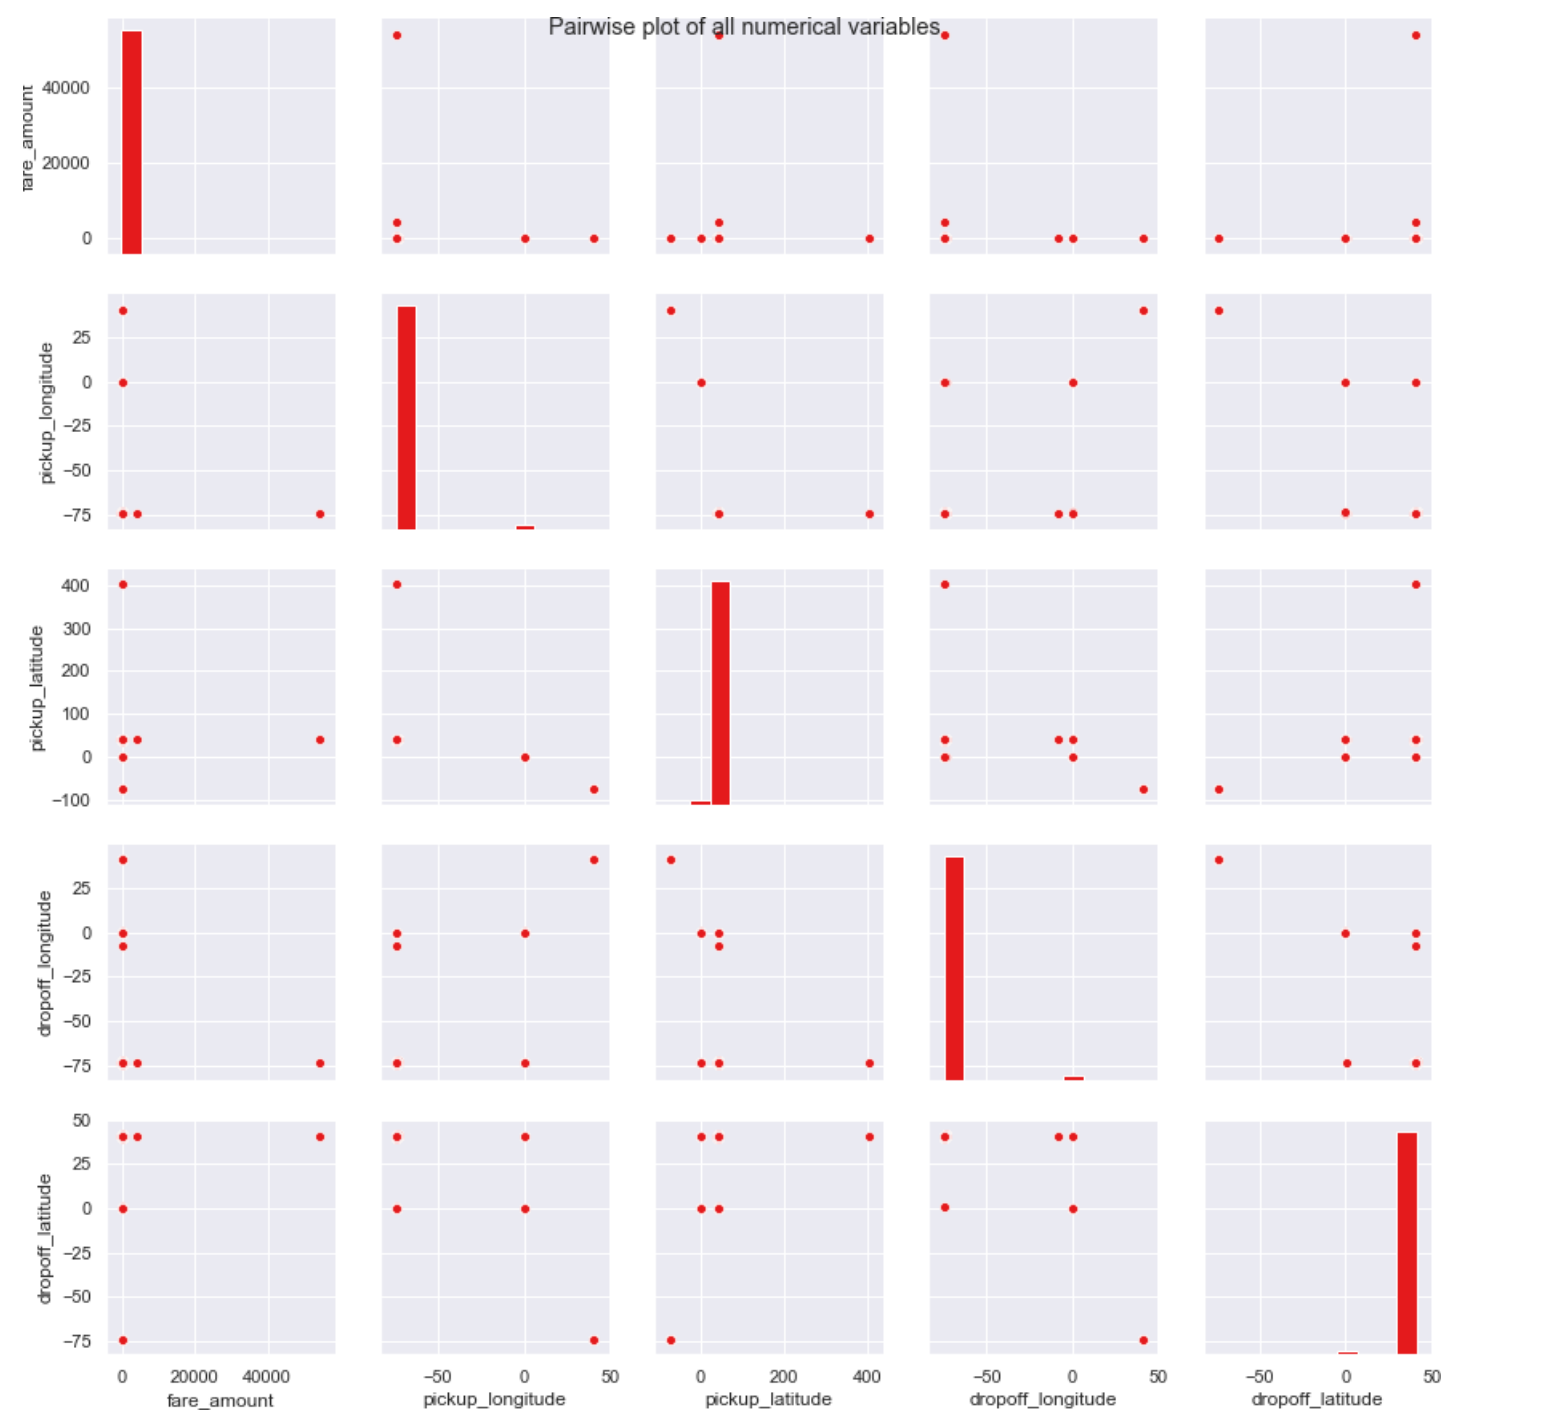 Pairwise plot of all numerical variables
fare_amount
40000
20000
0
pickup_longitude
25
0
−25
−50
−75
pickup_latitude
400
300
200
100
0
−100
dropoff_longitude
25
0
−25
−50
−75
dropoff_latitude
50
25
0
−25
−50
−75
0 20000 40000
−50 0 50
0 200 400
−50 0 50
−50 0 50
fare_amount
pickup_longitude
pickup_latitude
dropoff_longitude
dropoff_latitude